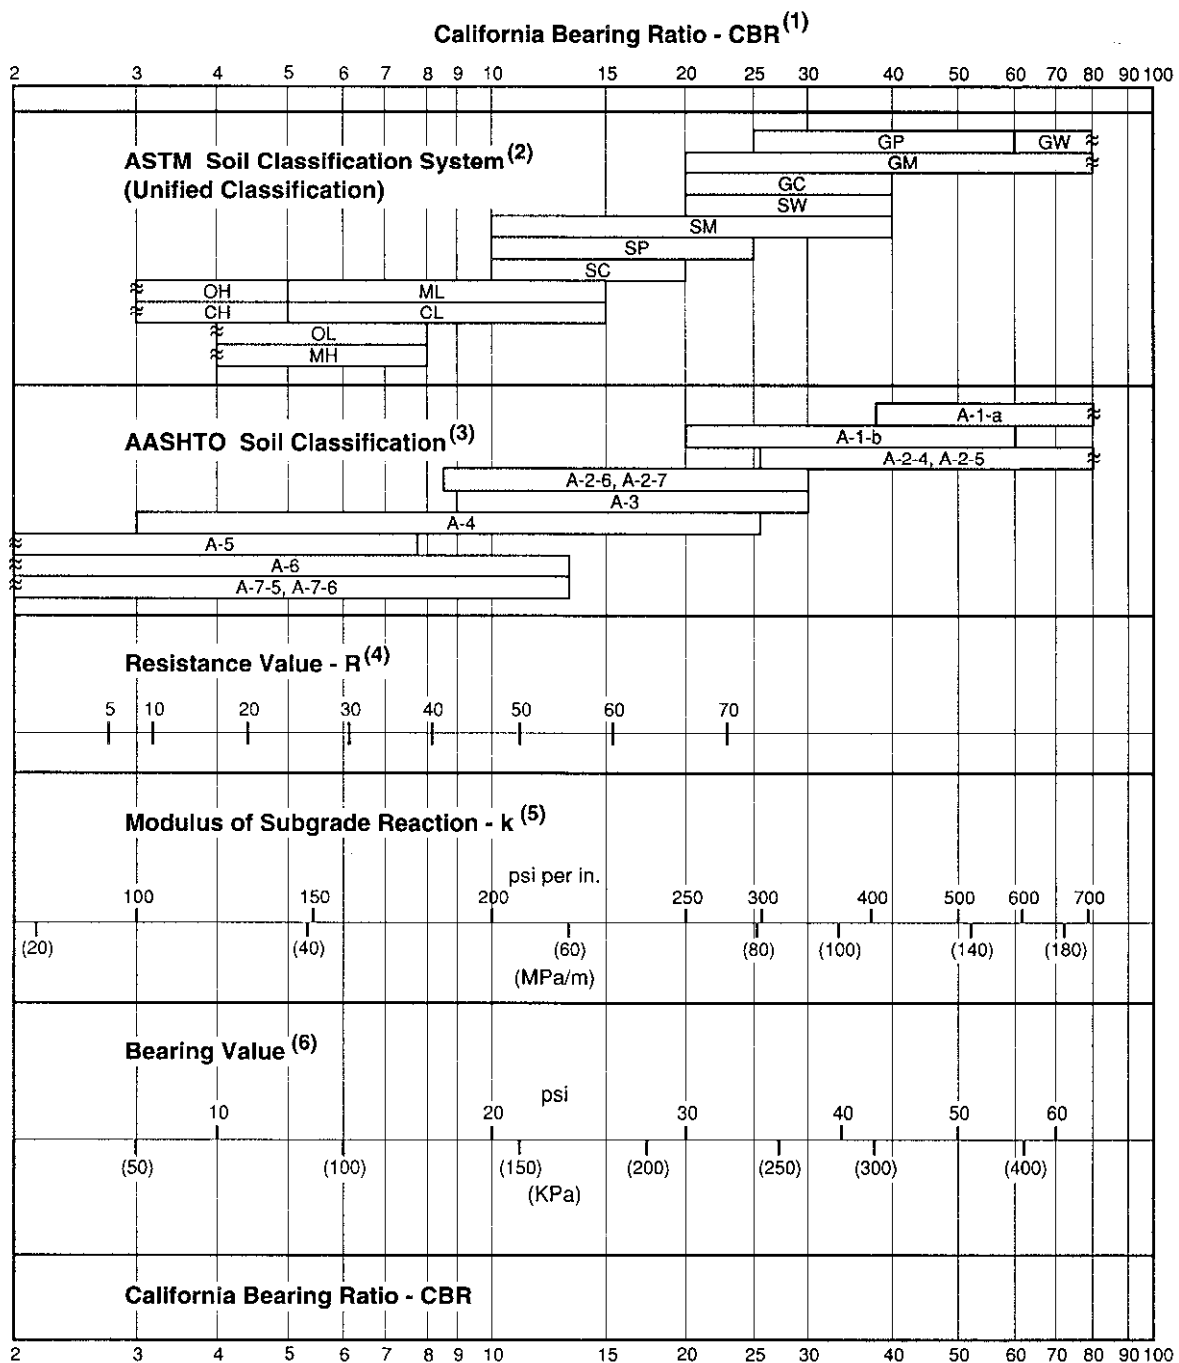 California Bearing Ratio - CBR (1)
2 3 4 5 6 7 8 9 10 15 20 25 30 40 50 60 70 80 90 100
GP GW
ASTM Soil Classification System (2)
GM
(Unified Classification)
GC
SW
SM
SP
SC
OH ML
CH CL
OL
MH
A-1-a
AASHTO Soil Classification (3)
A-1-b
A-2-4, A-2-5
A-2-6, A-2-7
A-3
A-4
A-5
A-6
A-7-5, A-7-6
Resistance Value - R (4)
5 10 20 30 40 50 60 70
Modulus of Subgrade Reaction - k (5)
psi per in.
100 150 200 250 300 400 500 600 700
(20) (40) (60) (80) (100) (140) (180)
(MPa/m)
Bearing Value (6)
psi
10 20 30 40 50 60
(50) (100) (150) (200) (250) (300) (400)
(KPa)
California Bearing Ratio - CBR
2 3 4 5 6 7 8 9 10 15 20 25 30 40 50 60 70 80 90 100